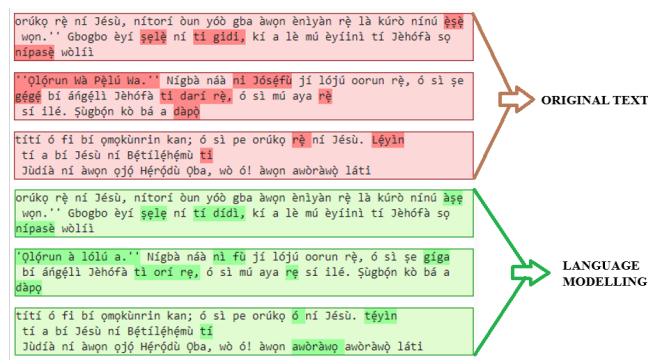 orúkọ rẹ̀ ní Jésù, nítorí òun yóò gba àwọn ènìyàn rẹ̀ là kúrò nínú ẹ̀ṣẹ̀
wọn.'' Gbogbo èyí ṣẹlẹ̀ ní ti gidi, kí a lè mú èyíinì tí Jèhófà sọ
nípasẹ̀ wòlíì
''Ọlọ́run Wà Pẹ̀lú Wa.'' Nígbà náà ni Jósẹ́fù jí lójú oorun rẹ̀, ó sì ṣe
gẹ́gẹ́ bí áńgẹ́lì Jèhófà ti darí rẹ̀, ó sì mú aya rẹ̀
sí ilé. Ṣùgbọ́n kò bá a dàpọ̀
títí ó fi bí ọmọkùnrin kan; ó sì pe orúkọ rẹ̀ ní Jésù. Lẹ́yìn
tí a bí Jésù ní Bẹ́tílẹ́hẹ́mù ti
Jùdíà ní àwọn ọjọ́ Hẹ́rọ́dù Ọba, wò ó! àwọn awòràwọ̀ láti
ORIGINAL TEXT
orúkọ rẹ̀ ní Jésù, nítorí òun yóò gba àwọn ènìyàn rẹ̀ là kúrò nínú àṣẹ
wọn.'' Gbogbo èyí ṣẹlẹ ní tí dídì, kí a lè mú èyíinì tí Jèhófà sọ
nípasẹ̀ wòlíì
'Ọlọ́run à lólú a.'' Nígbà náà nì fù jí lójú oorun rẹ̀, ó sì ṣe gíga
bí áńgẹ́lì Jèhófà tì orí rẹ, ó sì mú aya rẹ sí ilé. Ṣùgbọ́n kò bá a
dàpọ
títí ó fi bí ọmọkùnrin kan; ó sì pe orúkọ ó ní Jésù. tẹ́yìn
tí a bí Jésù ní Bẹ́tílẹ́hẹ́mù tí
Jùdíà ní àwọn ọjọ́ Hẹ́rọ́dù Ọba, wò ó! àwọn awòràwọ awòràwọ̀ láti
LANGUAGE
MODELLING